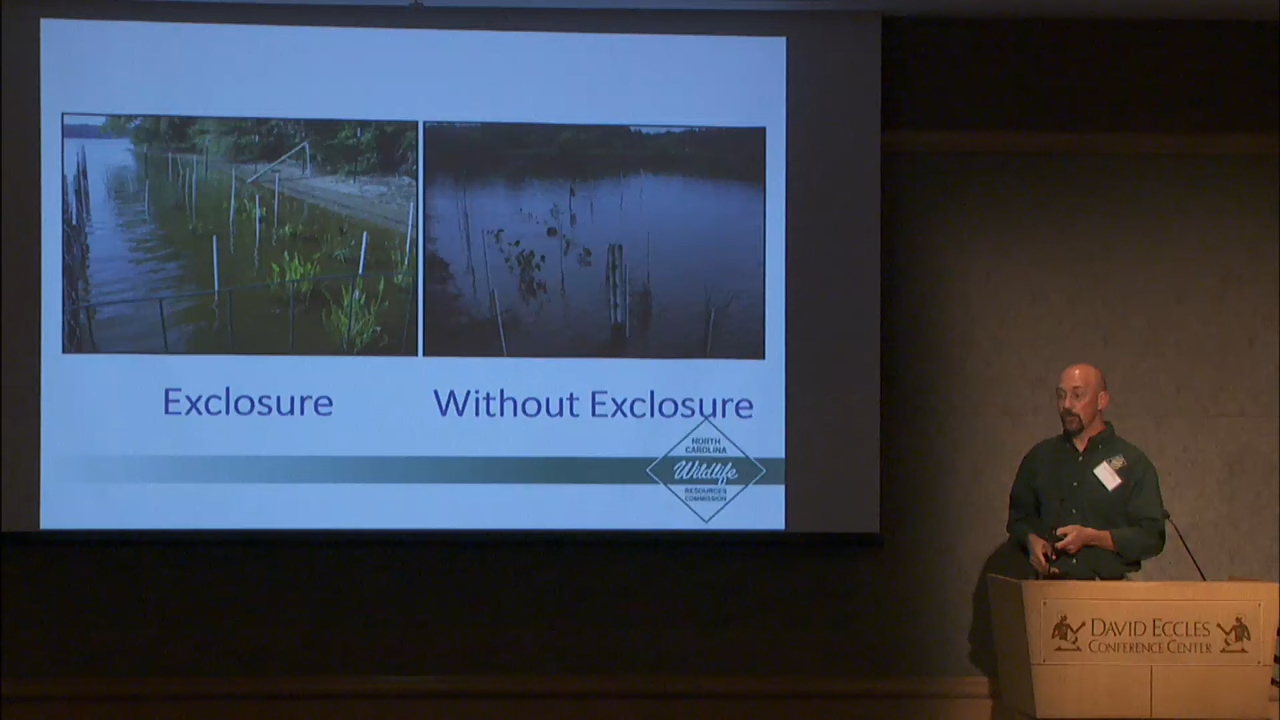 Exclosure
Without Exclosure
NORTH
CAROLINA
Wildlife
RESOURCES
COMMISSION
DAVID ECCLES
CONFERENCE CENTER